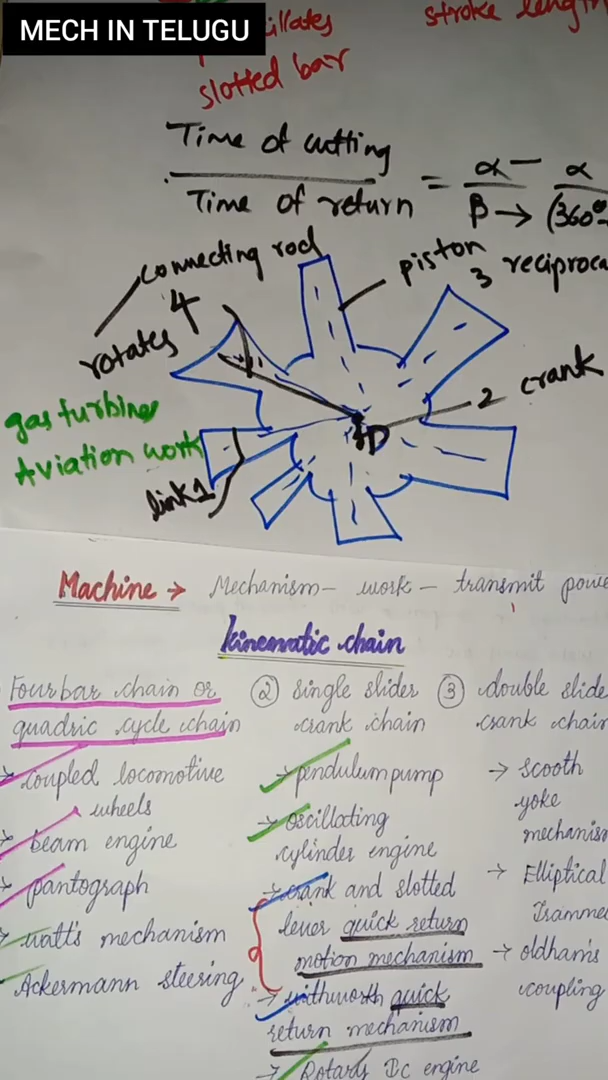 MECH IN TELUGU
stroke length
slotted bar
Time of cutting
Time of return
= α – α
β → (360°
connecting rod
4
rotates
piston
3 reciproca
2 crank
gas turbine
Aviation work
link 1
D
Machine → Mechanism – work – transmit powe
kinematic chain
Four bar chain or
quadric cycle chain
→ coupled locomotive
wheels
→ beam engine
→ pantograph
→ watt's mechanism
Ackermann steering
② single slider
crank chain
→ pendulum pump
→ oscillating
cylinder engine
→ crank and slotted
lever quick return
motion mechanism
→ withworth quick
return mechanism
→ Rotary Ic engine
③ double slide
crank chain
→ scooth
yoke
mechanism
→ Elliptical
Tramme
→ oldham's
coupling